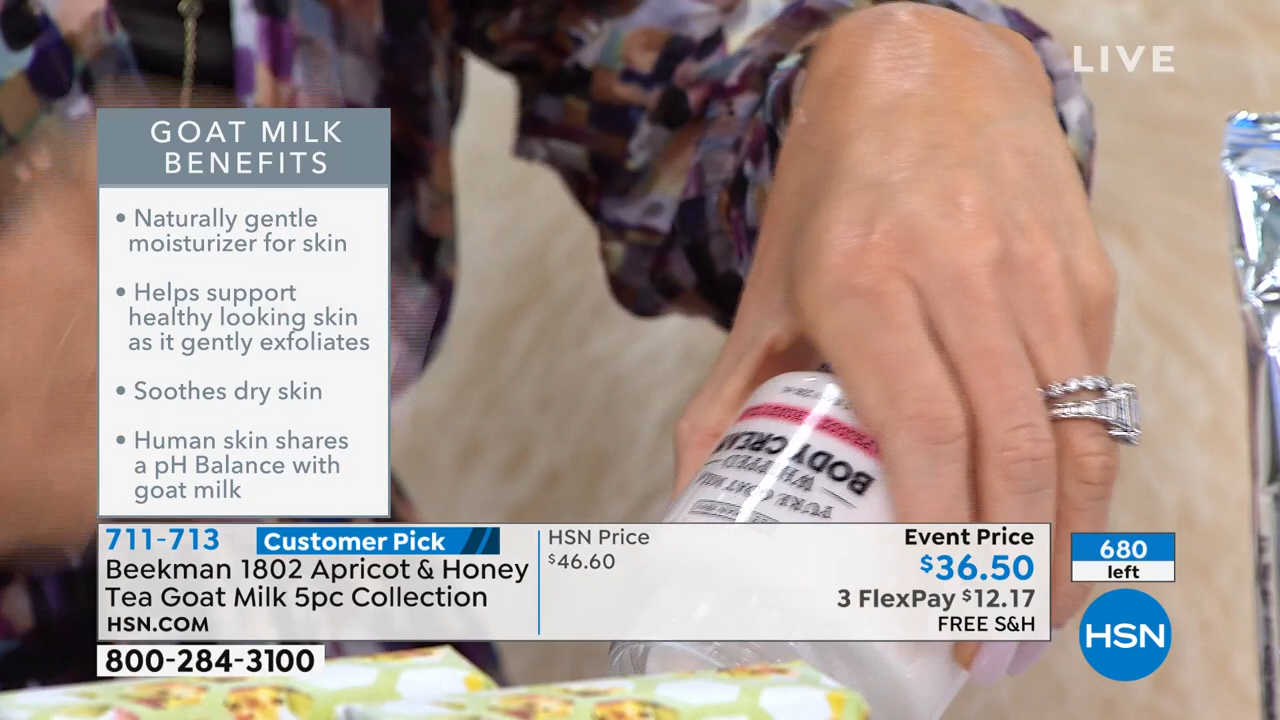 LIVE
GOAT MILK
BENEFITS
• Naturally gentle
moisturizer for skin
• Helps support
healthy looking skin
as it gently exfoliates
• Soothes dry skin
• Human skin shares
a pH Balance with
goat milk
PURE GOAT MILK
WHIPPED
BODY CREAM
711-713
Customer Pick
Beekman 1802 Apricot & Honey
Tea Goat Milk 5pc Collection
HSN.COM
HSN Price
$46.60
Event Price
$36.50
3 FlexPay $12.17
FREE S&H
680
left
HSN
800-284-3100